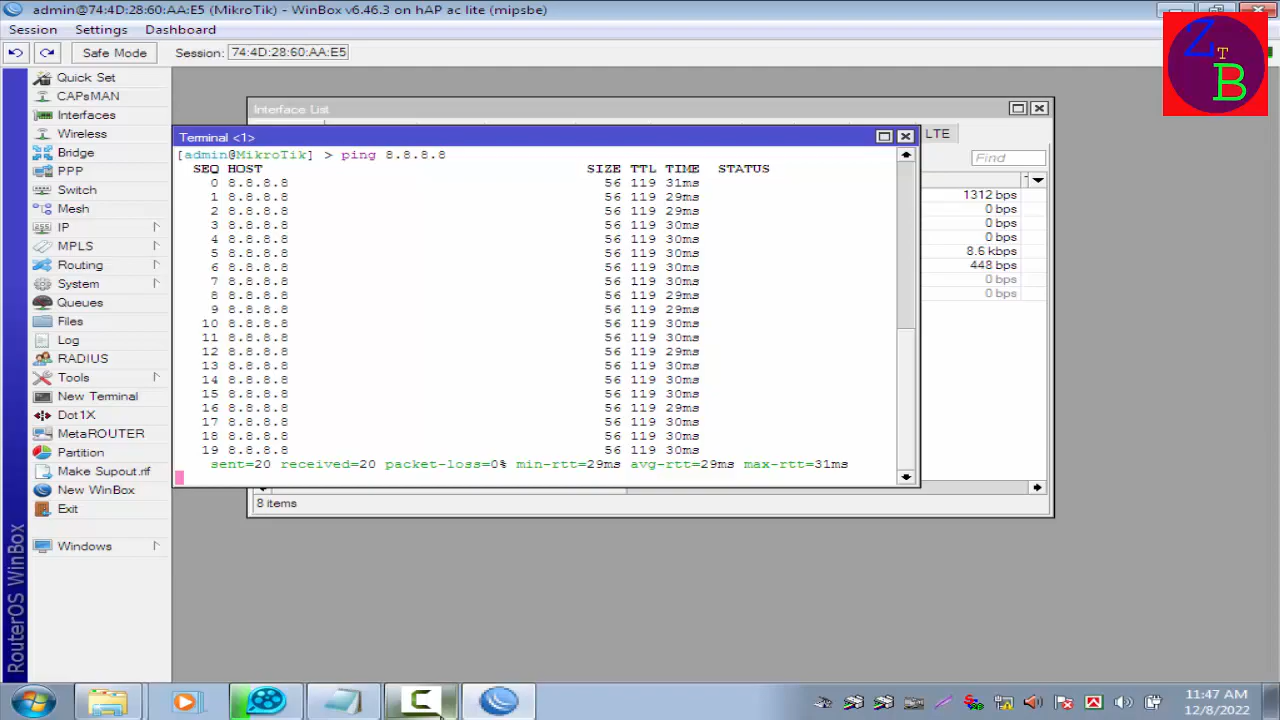 admin@74:4D:28:60:AA:E5 (MikroTik) - WinBox v6.46.3 on hAP ac lite (mipsbe)
Session Settings Dashboard
Safe Mode Session: 74:4D:28:60:AA:E5
ZTB
Quick Set
CAPsMAN
Interfaces
Wireless
Bridge
PPP
Switch
Mesh
IP
MPLS
Routing
System
Queues
Files
Log
RADIUS
Tools
New Terminal
Dot1X
MetaROUTER
Partition
Make Supout.rif
New WinBox
Exit
Windows
RouterOS WinBox
Interface List
LTE
Find
1312 bps
0 bps
0 bps
0 bps
8.6 kbps
448 bps
0 bps
0 bps
8 items
Terminal <1>
[admin@MikroTik] > ping 8.8.8.8
SEQ HOST SIZE TTL TIME STATUS
0 8.8.8.8 56 119 31ms
1 8.8.8.8 56 119 29ms
2 8.8.8.8 56 119 29ms
3 8.8.8.8 56 119 30ms
4 8.8.8.8 56 119 30ms
5 8.8.8.8 56 119 30ms
6 8.8.8.8 56 119 30ms
7 8.8.8.8 56 119 30ms
8 8.8.8.8 56 119 29ms
9 8.8.8.8 56 119 29ms
10 8.8.8.8 56 119 30ms
11 8.8.8.8 56 119 30ms
12 8.8.8.8 56 119 29ms
13 8.8.8.8 56 119 30ms
14 8.8.8.8 56 119 30ms
15 8.8.8.8 56 119 30ms
16 8.8.8.8 56 119 29ms
17 8.8.8.8 56 119 30ms
18 8.8.8.8 56 119 30ms
19 8.8.8.8 56 119 30ms
sent=20 received=20 packet-loss=0% min-rtt=29ms avg-rtt=29ms max-rtt=31ms
11:47 AM
12/8/2022